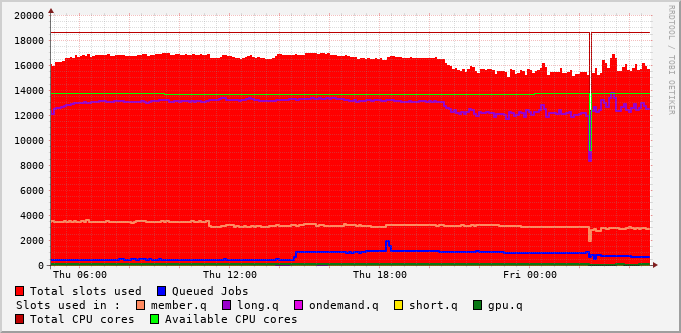 20000
18000
16000
14000
12000
10000
8000
6000
4000
2000
0
Thu 06:00 Thu 12:00 Thu 18:00 Fri 00:00
Total slots used Queued Jobs
Slots used in : member.q long.q ondemand.q short.q gpu.q
Total CPU cores Available CPU cores
RRDTOOL / TOBI OETIKER